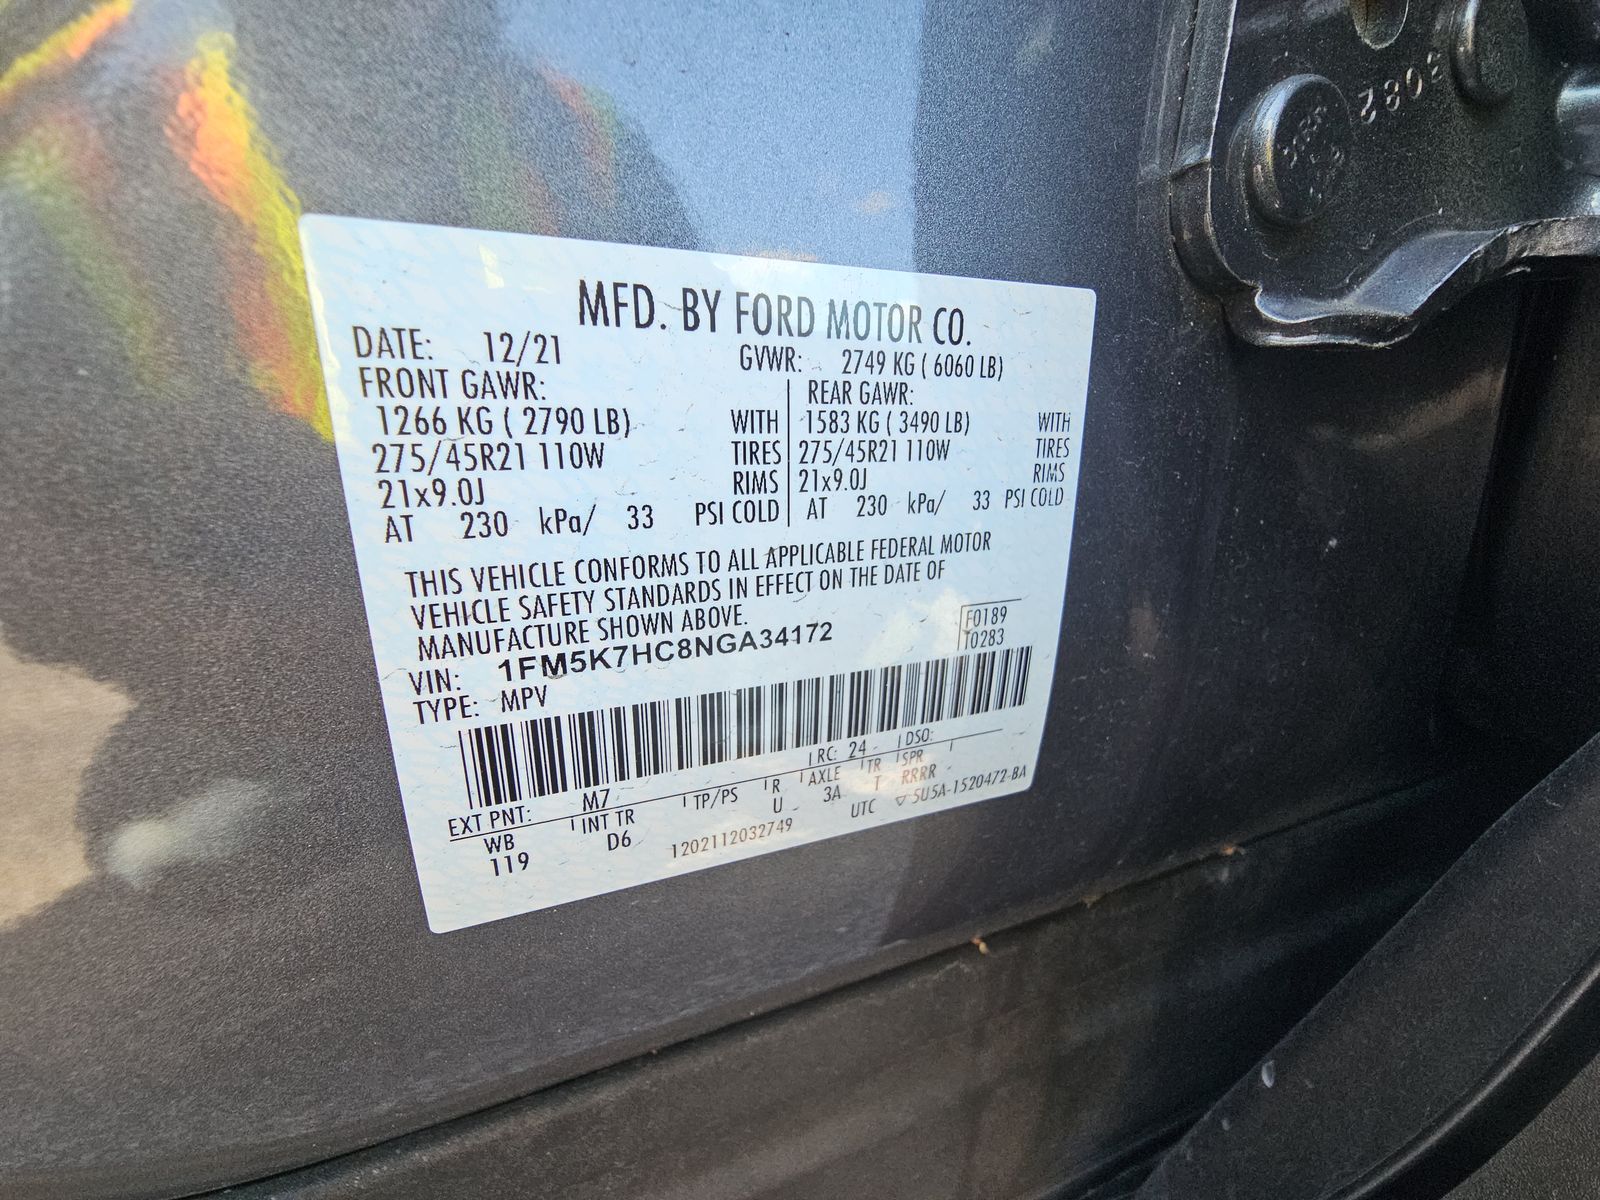 3082
MFD. BY FORD MOTOR CO.
DATE: 12/21 GVWR: 2749 KG ( 6060 LB)
FRONT GAWR: REAR GAWR:
1266 KG ( 2790 LB) WITH 1583 KG ( 3490 LB) WITH
275/45R21 110W TIRES 275/45R21 110W TIRES
21x9.0J RIMS 21x9.0J RIMS
AT 230 kPa/ 33 PSI COLD AT 230 kPa/ 33 PSI COLD
THIS VEHICLE CONFORMS TO ALL APPLICABLE FEDERAL MOTOR
VEHICLE SAFETY STANDARDS IN EFFECT ON THE DATE OF
MANUFACTURE SHOWN ABOVE.
F0189
T0283
VIN: 1FM5K7HC8NGA34172
TYPE: MPV
EXT PNT: M7 RC: 24 DSO:
WB INT TR TP/PS R AXLE TR SPR
119 D6 U 3A T RRRR
1202112032749 UTC 5U5A-1520472-BA